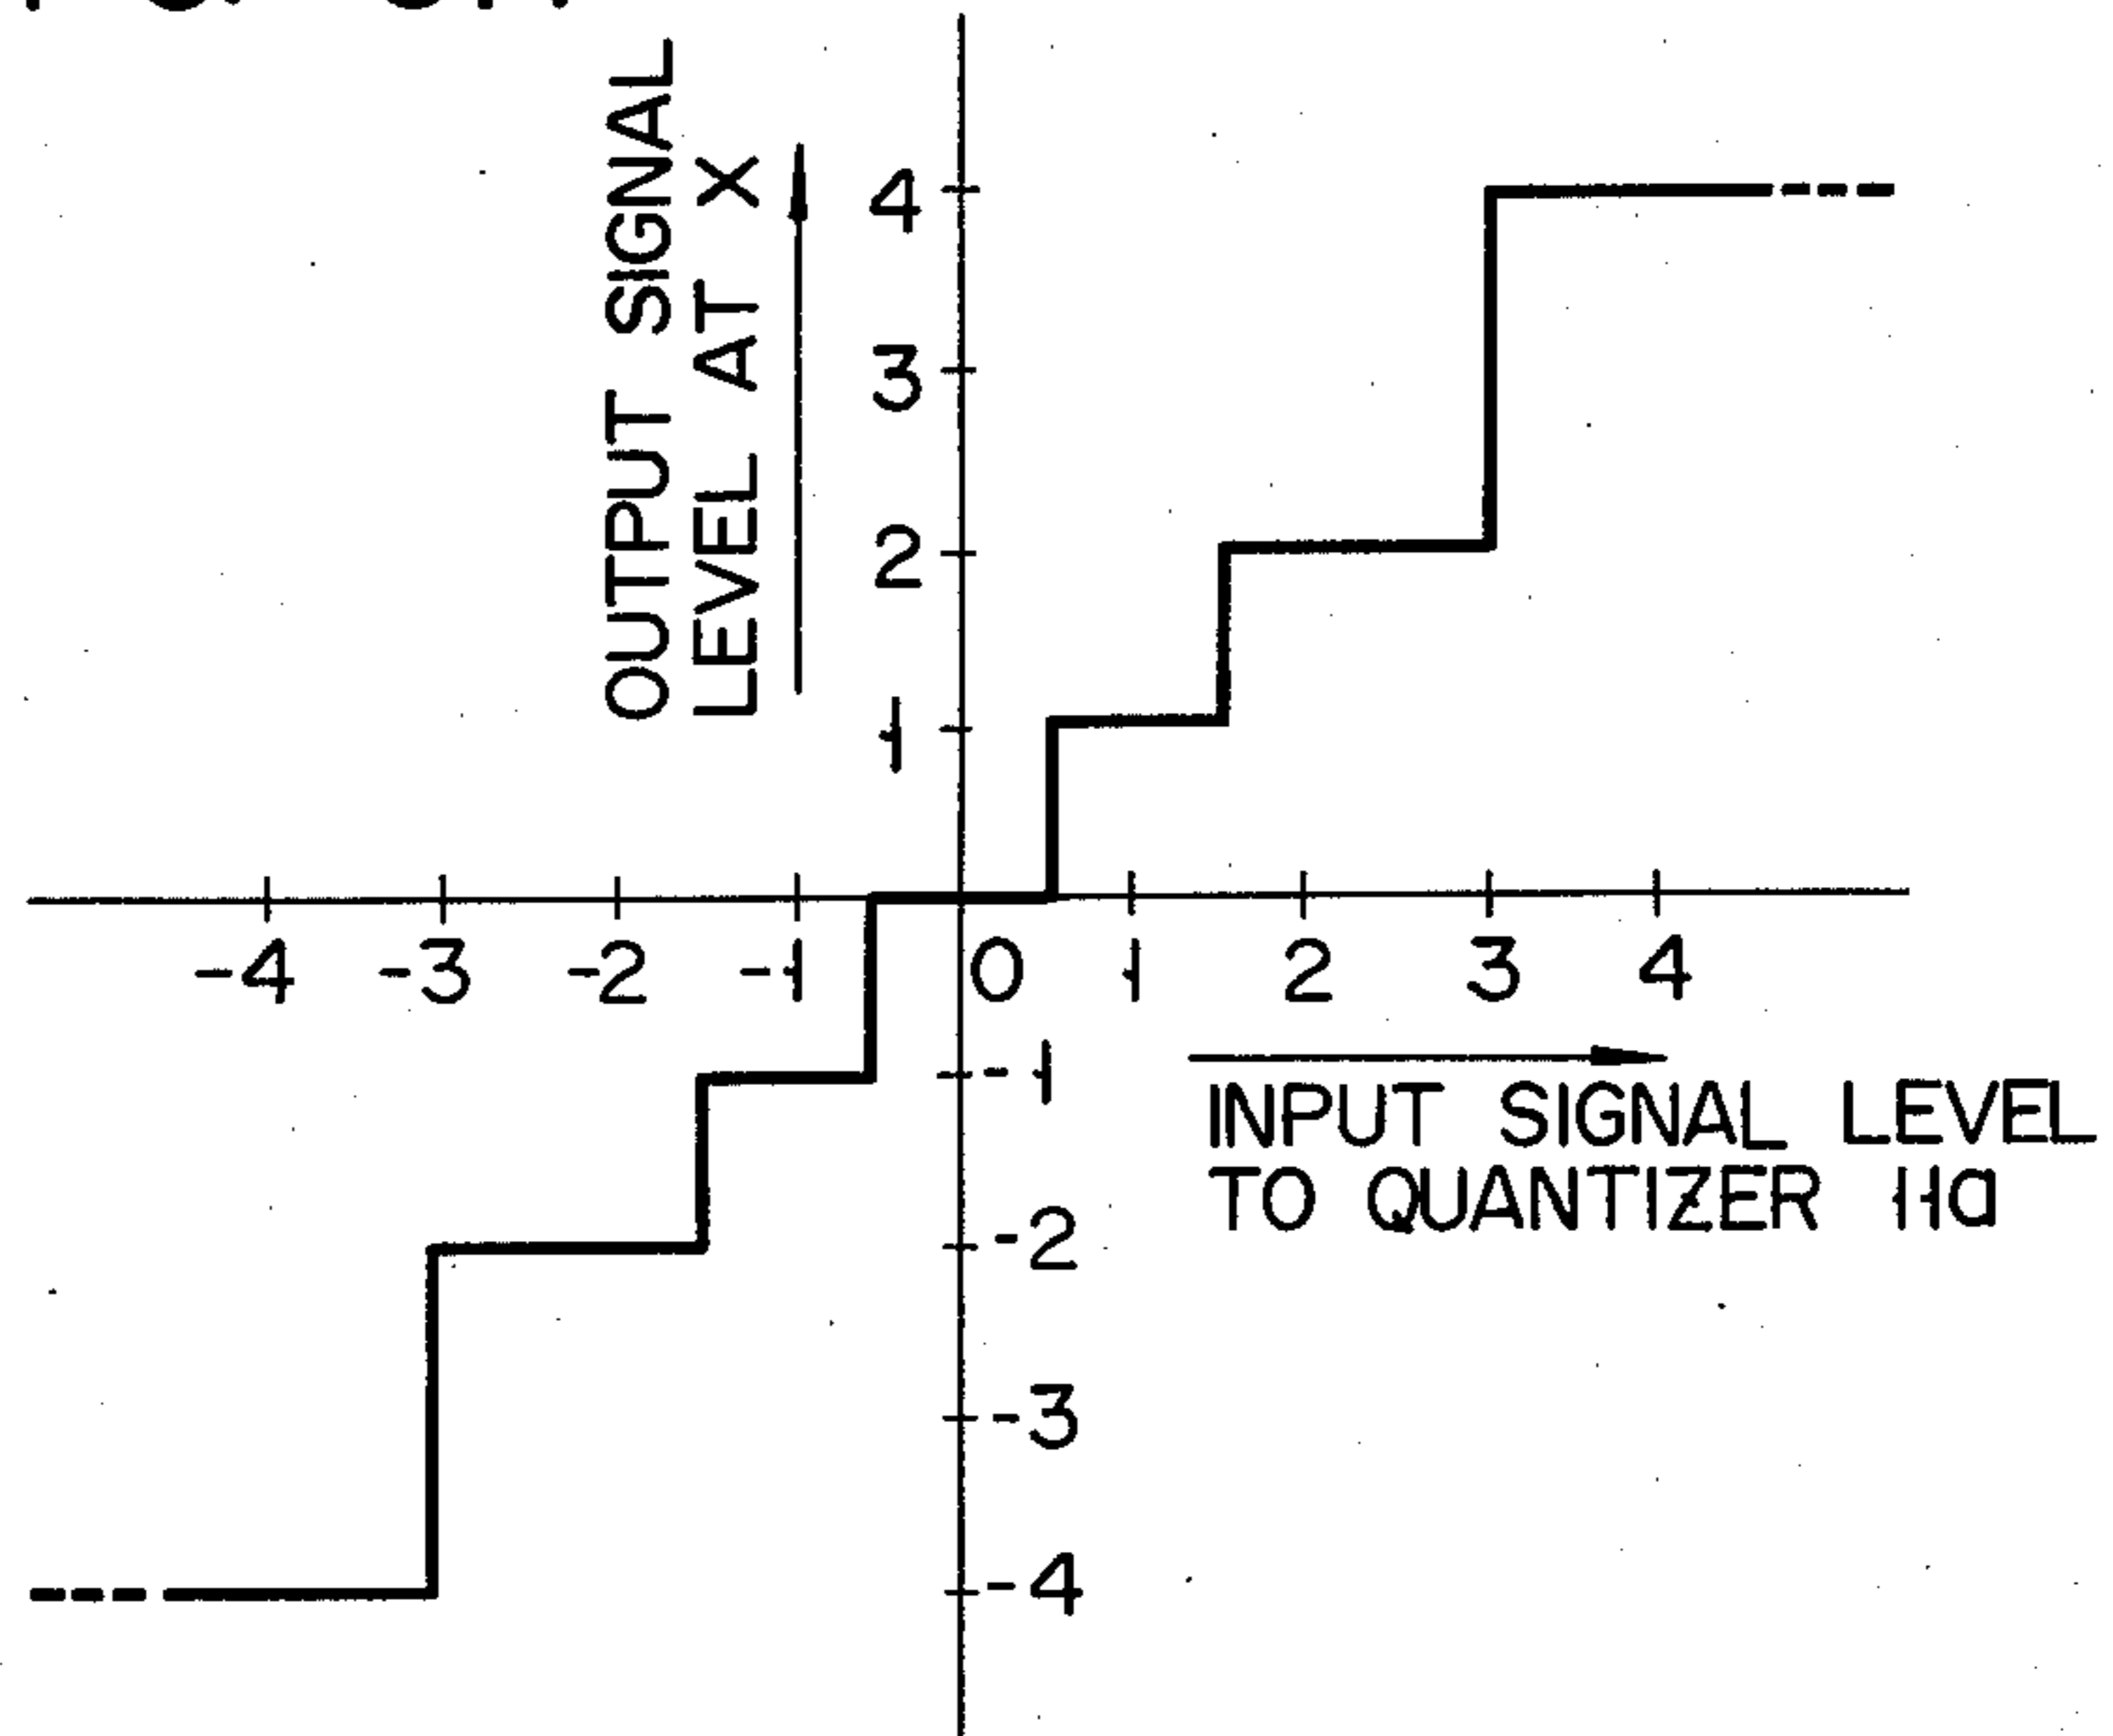 OUTPUT SIGNAL
LEVEL AT X
4
3
2
1
-4 -3 -2 -1 0 1 2 3 4
-1
-2
-3
-4
INPUT SIGNAL LEVEL
TO QUANTIZER 11a